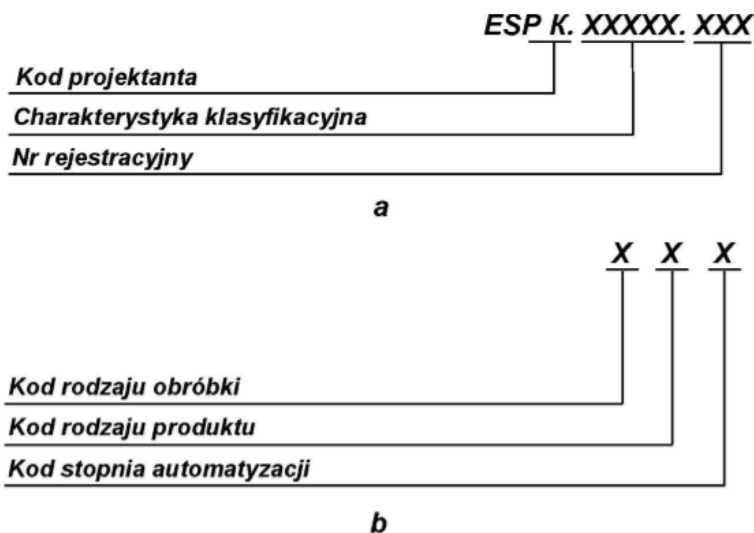 ESP K. XXXXX. XXX
Kod projektanta
Charakterystyka klasyfikacyjna
Nr rejestracyjny
a
X X X
Kod rodzaju obróbki
Kod rodzaju produktu
Kod stopnia automatyzacji
b